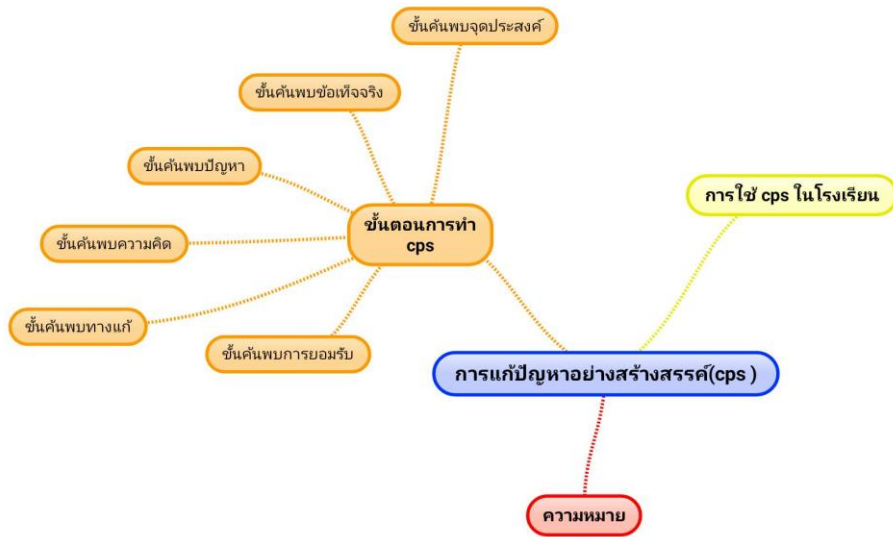 ขั้นค้นพบจุดประสงค์
ขั้นค้นพบข้อเท็จจริง
ขั้นค้นพบปัญหา
ขั้นค้นพบความคิด
ขั้นค้นพบทางแก้
ขั้นค้นพบการยอมรับ
ขั้นตอนการทำ
cps
การใช้ cps ในโรงเรียน
การแก้ปัญหาอย่างสร้างสรรค์(cps )
ความหมาย